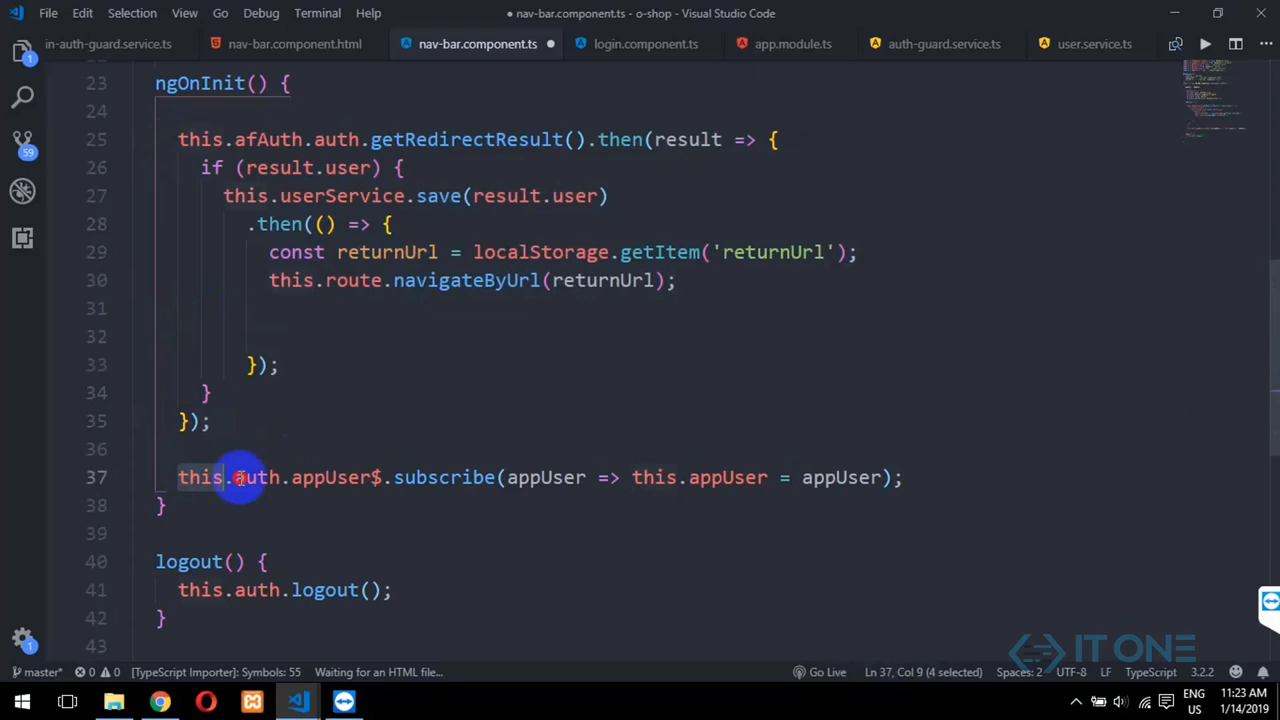 File Edit Selection View Go Debug Terminal Help
● nav-bar.component.ts - o-shop - Visual Studio Code
in-auth-guard.service.ts nav-bar.component.html nav-bar.component.ts login.component.ts app.module.ts auth-guard.service.ts user.service.ts
1
23 ngOnInit() {
24
25 this.afAuth.auth.getRedirectResult().then(result => {
26 if (result.user) {
27 this.userService.save(result.user)
28 .then(() => {
29 const returnUrl = localStorage.getItem('returnUrl');
30 this.route.navigateByUrl(returnUrl);
31
32
33 });
34 }
35 });
36
37 this.auth.appUser$.subscribe(appUser => this.appUser = appUser);
38 }
39
40 logout() {
41 this.auth.logout();
42 }
43
59
1
IT ONE
master* 0 0 [TypeScript Importer]: Symbols: 55 Waiting for an HTML file... Go Live Ln 37, Col 9 (4 selected) Spaces: 2 UTF-8 LF TypeScript 3.2.2
ENG
US
11:23 AM
1/14/2019